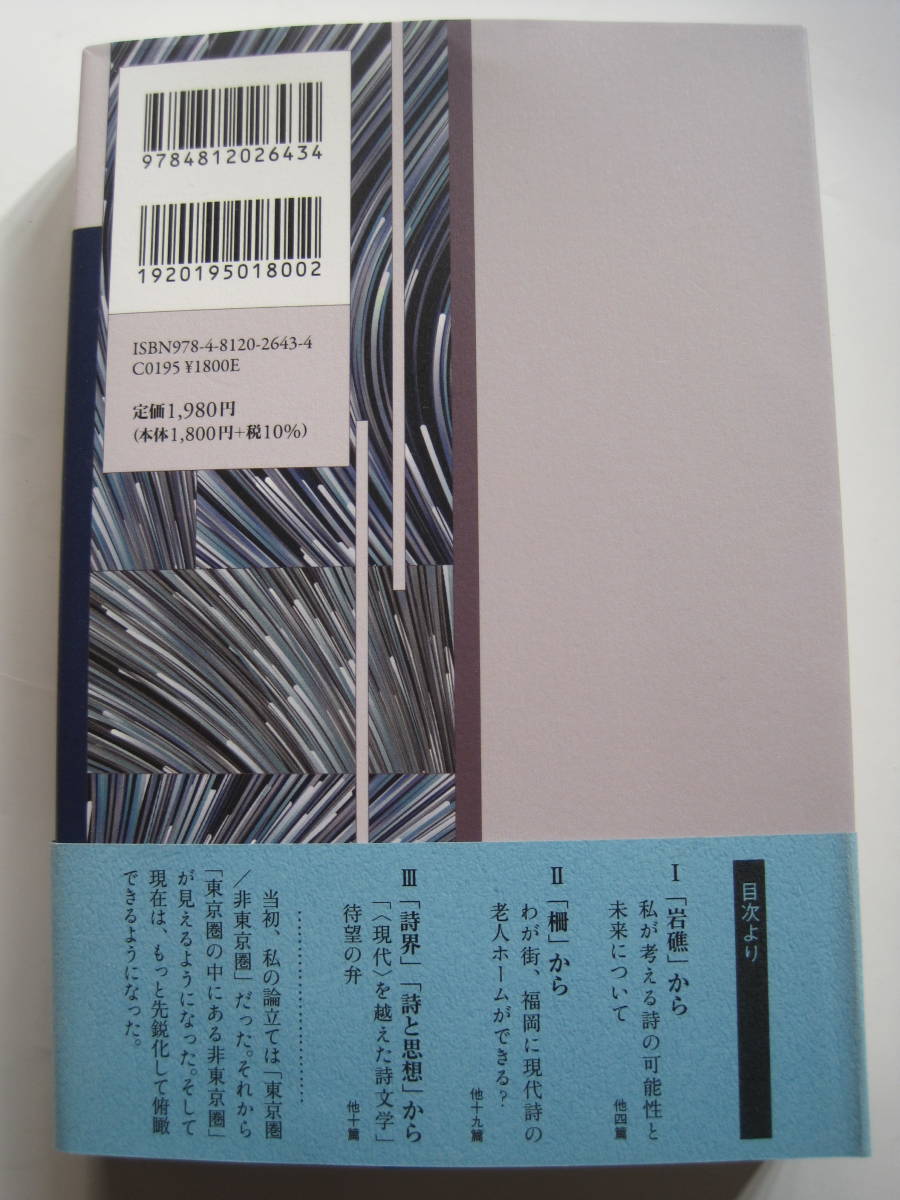 9784812026434
1920195018002
ISBN978-4-8120-2643-4
C0195 ¥1800E
定価1,980円
(本体1,800円+税10%)
目次より
Ⅰ 「岩礁」から
私が考える詩の可能性と
未来について
他四篇
Ⅱ 「柵」から
わが街、福岡に現代詩の
老人ホームができる?
他十九篇
Ⅲ 「詩界」「詩と思想」から
「〈現代〉を越えた詩文学」
待望の弁
他十篇
当初、私の論立ては「東京圏
/非東京圏」だった。それから
「東京圏の中にある非東京圏」
が見えるようになった。そして
現在は、もっと先鋭化して俯瞰
できるようになった。